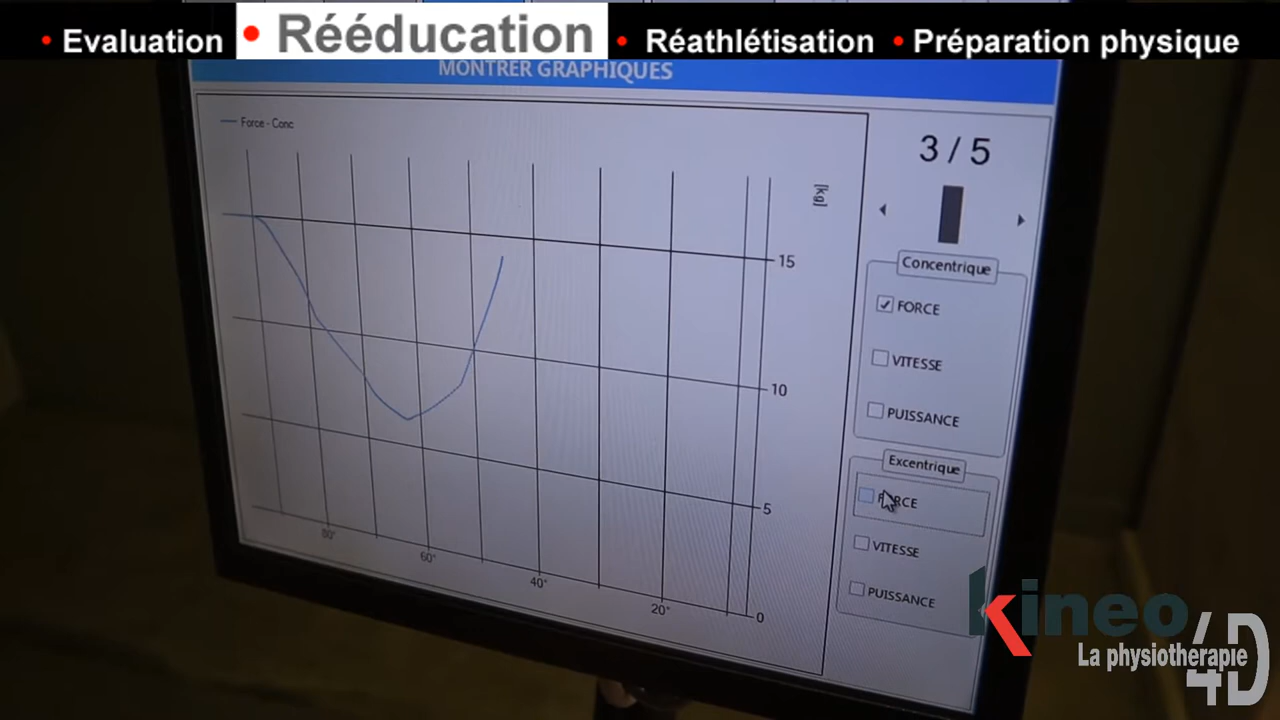 • Evaluation • Rééducation • Réathlétisation • Préparation physique
MONTRER GRAPHIQUES
Force - Conc
3 / 5
[kg]
15
Concentrique
FORCE
VITESSE
10
PUISSANCE
Excentrique
FORCE
5
VITESSE
80°
60°
40°
20°
0
PUISSANCE
kineo
4D
La physiothérapie